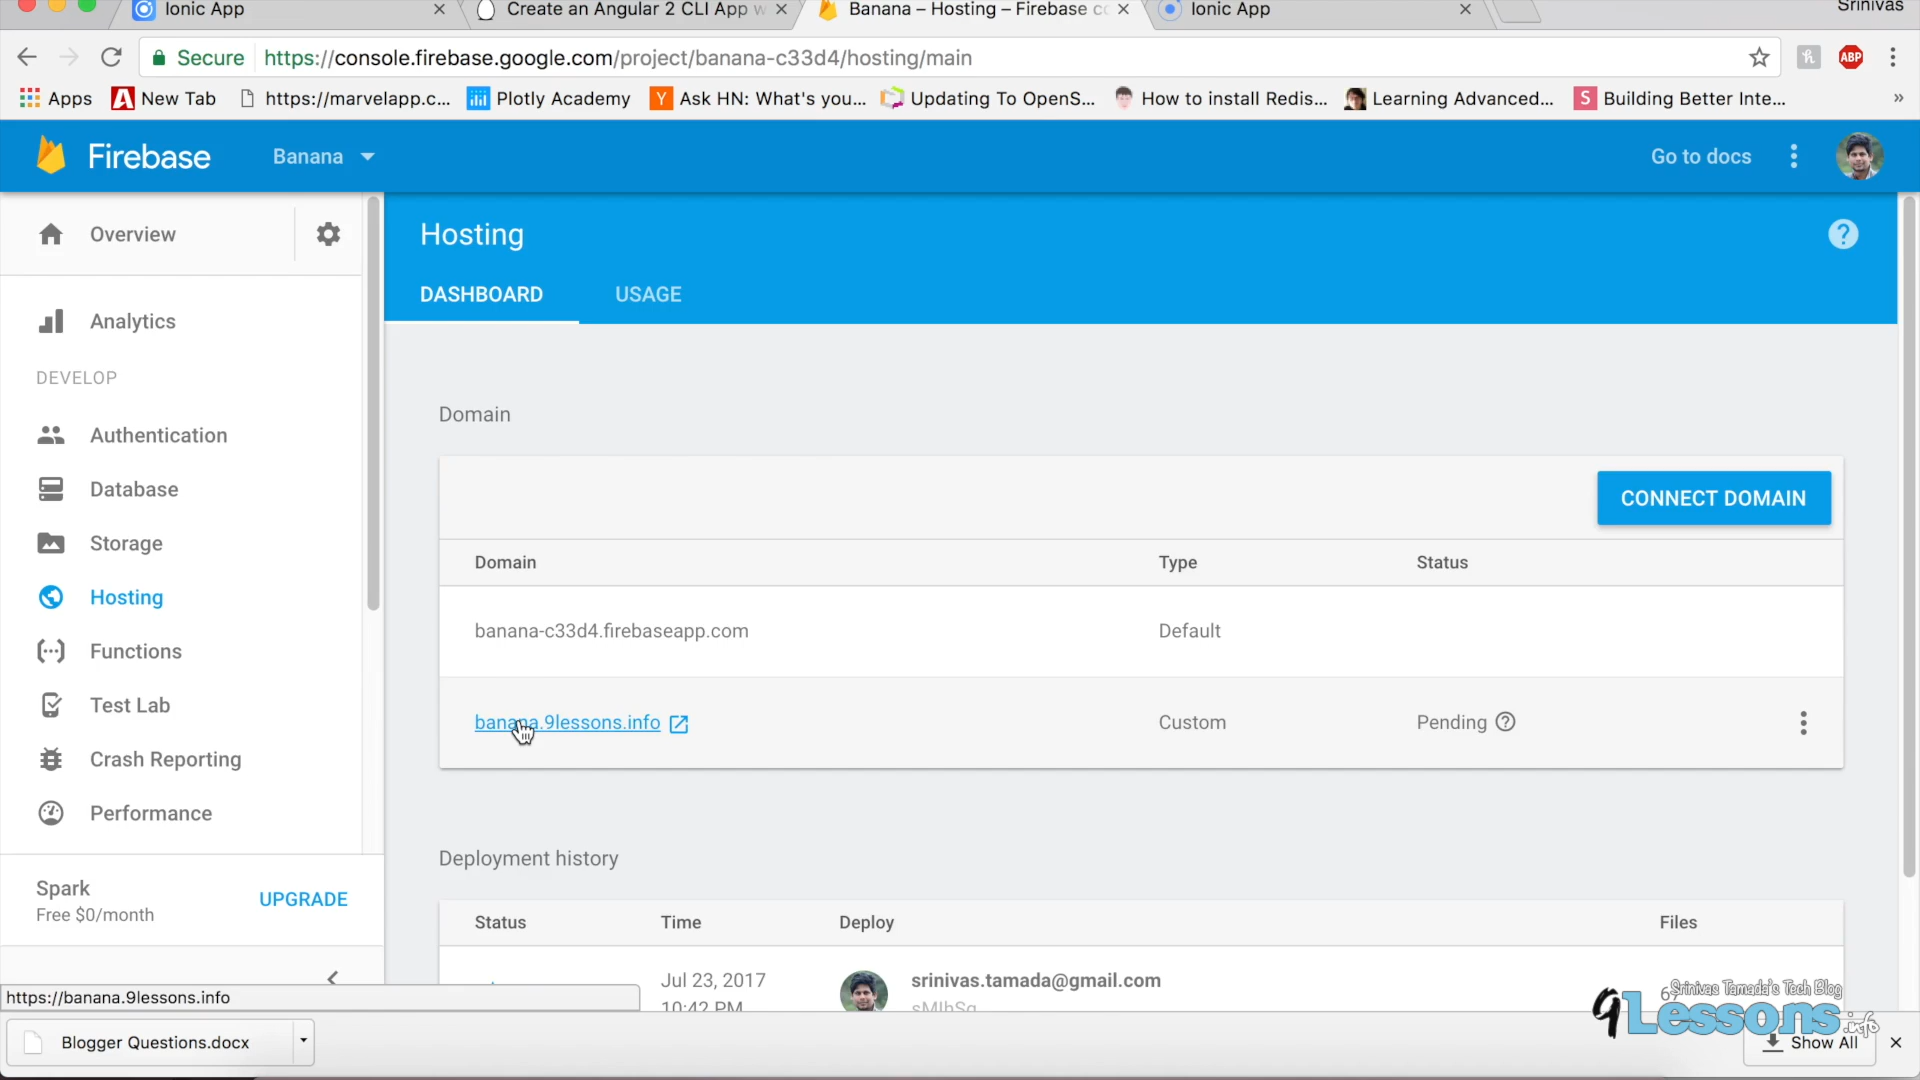 Ionic App
Create an Angular 2 CLI App w
Banana – Hosting – Firebase co
Ionic App
Srinivas
Secure
https://console.firebase.google.com/project/banana-c33d4/hosting/main
ABP
Apps
New Tab
https://marvelapp.c...
Plotly Academy
Ask HN: What's you...
Updating To OpenS...
How to install Redis...
Learning Advanced...
Building Better Inte...
»
Firebase
Banana
Go to docs
Overview
Hosting
?
DASHBOARD
USAGE
Analytics
DEVELOP
Authentication
Database
Storage
Hosting
Functions
Test Lab
Crash Reporting
Performance
Spark
Free $0/month
UPGRADE
Domain
CONNECT DOMAIN
Domain Type Status
banana-c33d4.firebaseapp.com Default
banana.9lessons.info Custom Pending ?
Deployment history
Status Time Deploy Files
Jul 23, 2017
10:42 PM
srinivas.tamada@gmail.com
https://banana.9lessons.info
Srinivas Tamada's Tech Blog
9Lessons.info
Blogger Questions.docx
Show All